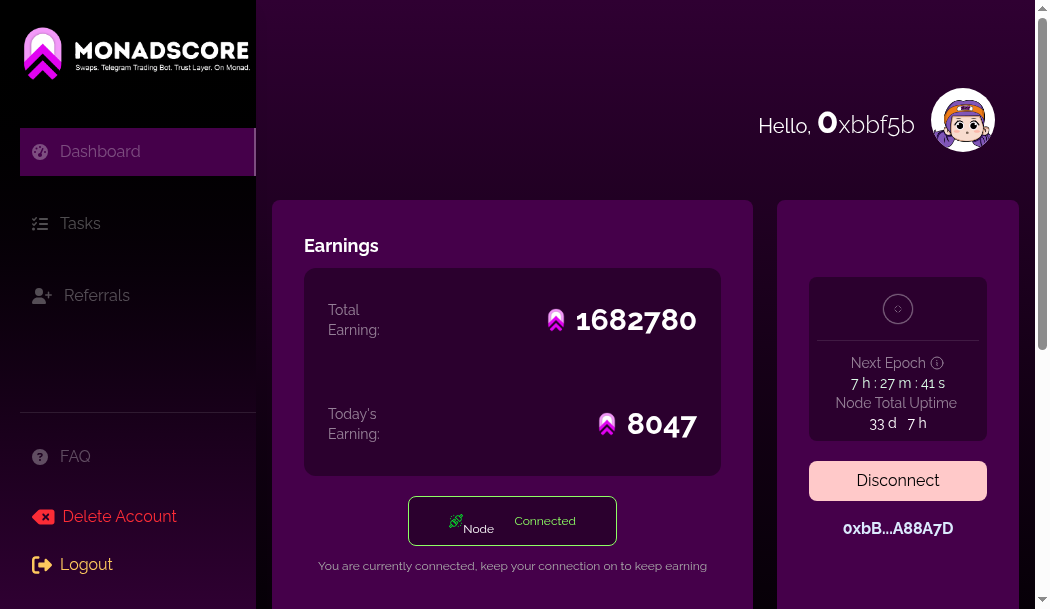 MONADSCORE
Swaps. Telegram Trading Bot. Trust Layer. On Monad.
Hello, 0xbbf5b
Dashboard
Tasks
Referrals
FAQ
Delete Account
Logout
Earnings
Total
Earning:
1682780
Today's
Earning:
8047
Node
Connected
You are currently connected, keep your connection on to keep earning
Next Epoch
7 h : 27 m : 41 s
Node Total Uptime
33 d 7 h
Disconnect
0xbB...A88A7D